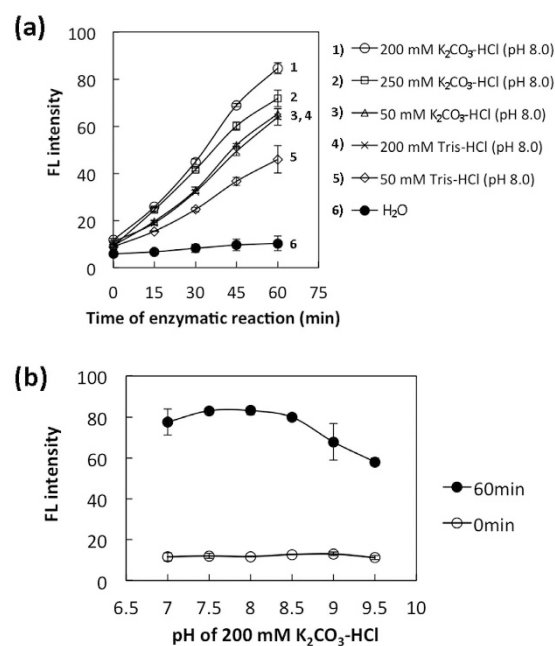 (a)
FL intensity
100
80
60
40
20
0
0 15 30 45 60 75
Time of enzymatic reaction (min)
1
2
3, 4
5
6
1) 200 mM K₂CO₃-HCl (pH 8.0)
2) 250 mM K₂CO₃-HCl (pH 8.0)
3) 50 mM K₂CO₃-HCl (pH 8.0)
4) 200 mM Tris-HCl (pH 8.0)
5) 50 mM Tris-HCl (pH 8.0)
6) H₂O
(b)
FL intensity
100
80
60
40
20
0
6.5 7 7.5 8 8.5 9 9.5 10
pH of 200 mM K₂CO₃-HCl
60min
0min